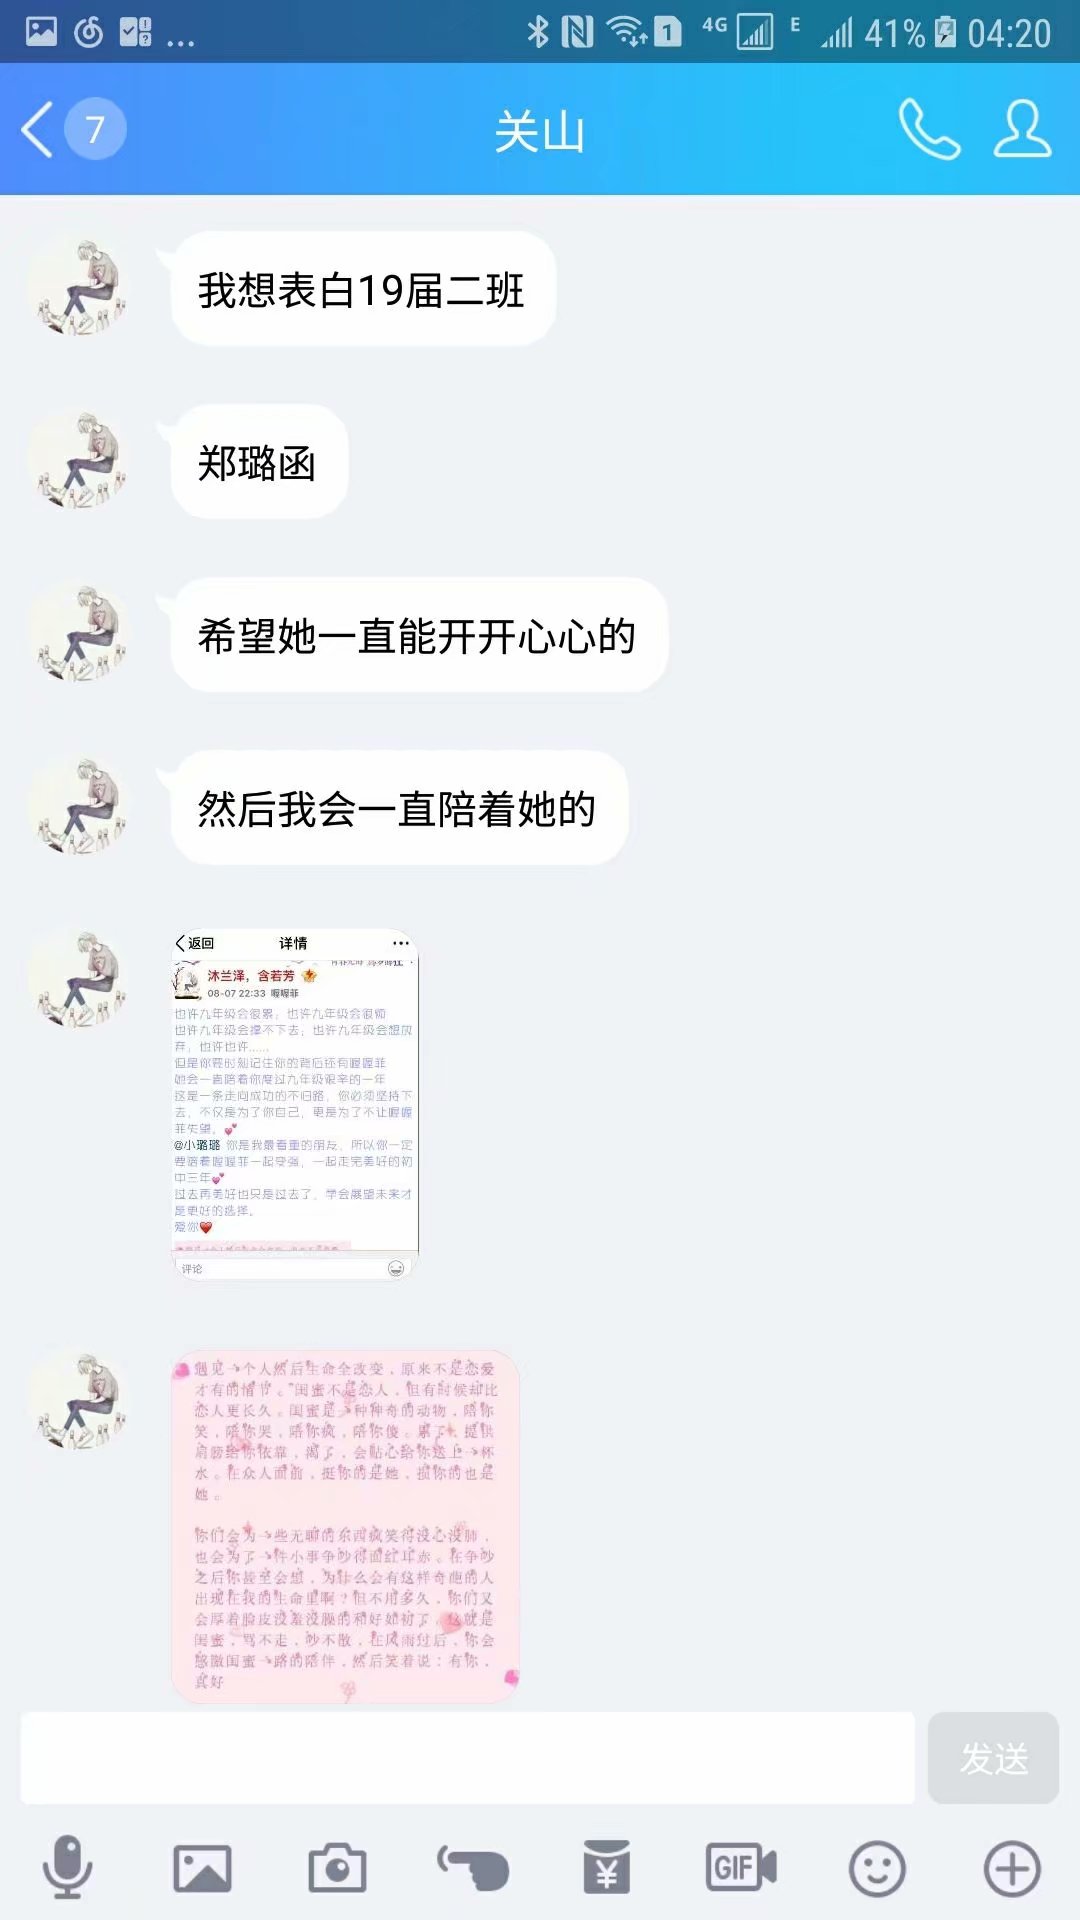 ... 1 4G E 41% 04:20
7 关山
我想表白19届二班
郑璐函
希望她一直能开开心心的
然后我会一直陪着她的
返回 详情 ...
沐兰泽，含若芳
08-07 22:33 喔喔菲
也许九年级会很累，也许九年级会很烦
也许九年级会撑不下去，也许九年级会想放
弃，也许也许......
但是你要时刻记住你的背后还有喔喔菲
她会一直陪着你度过九年级艰辛的一年
这是一条走向成功的不归路，你必须坚持下
去，不仅是为了你自己，更是为了不让喔喔
菲失望。💕
@小璐璐 你是我最看重的朋友，所以你一定
要陪着喔喔菲一起变强，一起走完美好的初
中三年💕
过去再美好也只是过去了，学会展望未来才
是更好的选择。
爱你❤
评论
遇见一个人然后生命全改变，原来不是恋爱
才有的情节。"闺蜜不是恋人，但有时候却比
恋人更长久。闺蜜是一种神奇的动物，陪你
笑，陪你哭，陪你疯，陪你傻。累了，提供
肩膀给你依靠，渴了，会贴心给你送上一杯
水。在众人面前，挺你的是她，损你的也是
她。
你们会为一些无聊的东西疯笑得没心没肺，
也会为了一件小事争吵得面红耳赤。在争吵
之后你甚至会想，为什么会有这样奇葩的人
出现在我的生命里啊？但不用多久，你们又
会厚着脸皮没羞没臊的和好如初了。这就是
闺蜜，骂不走，吵不散，在风雨过后，你会
感激闺蜜一路的陪伴，然后笑着说：有你，
真好
发送
GIF